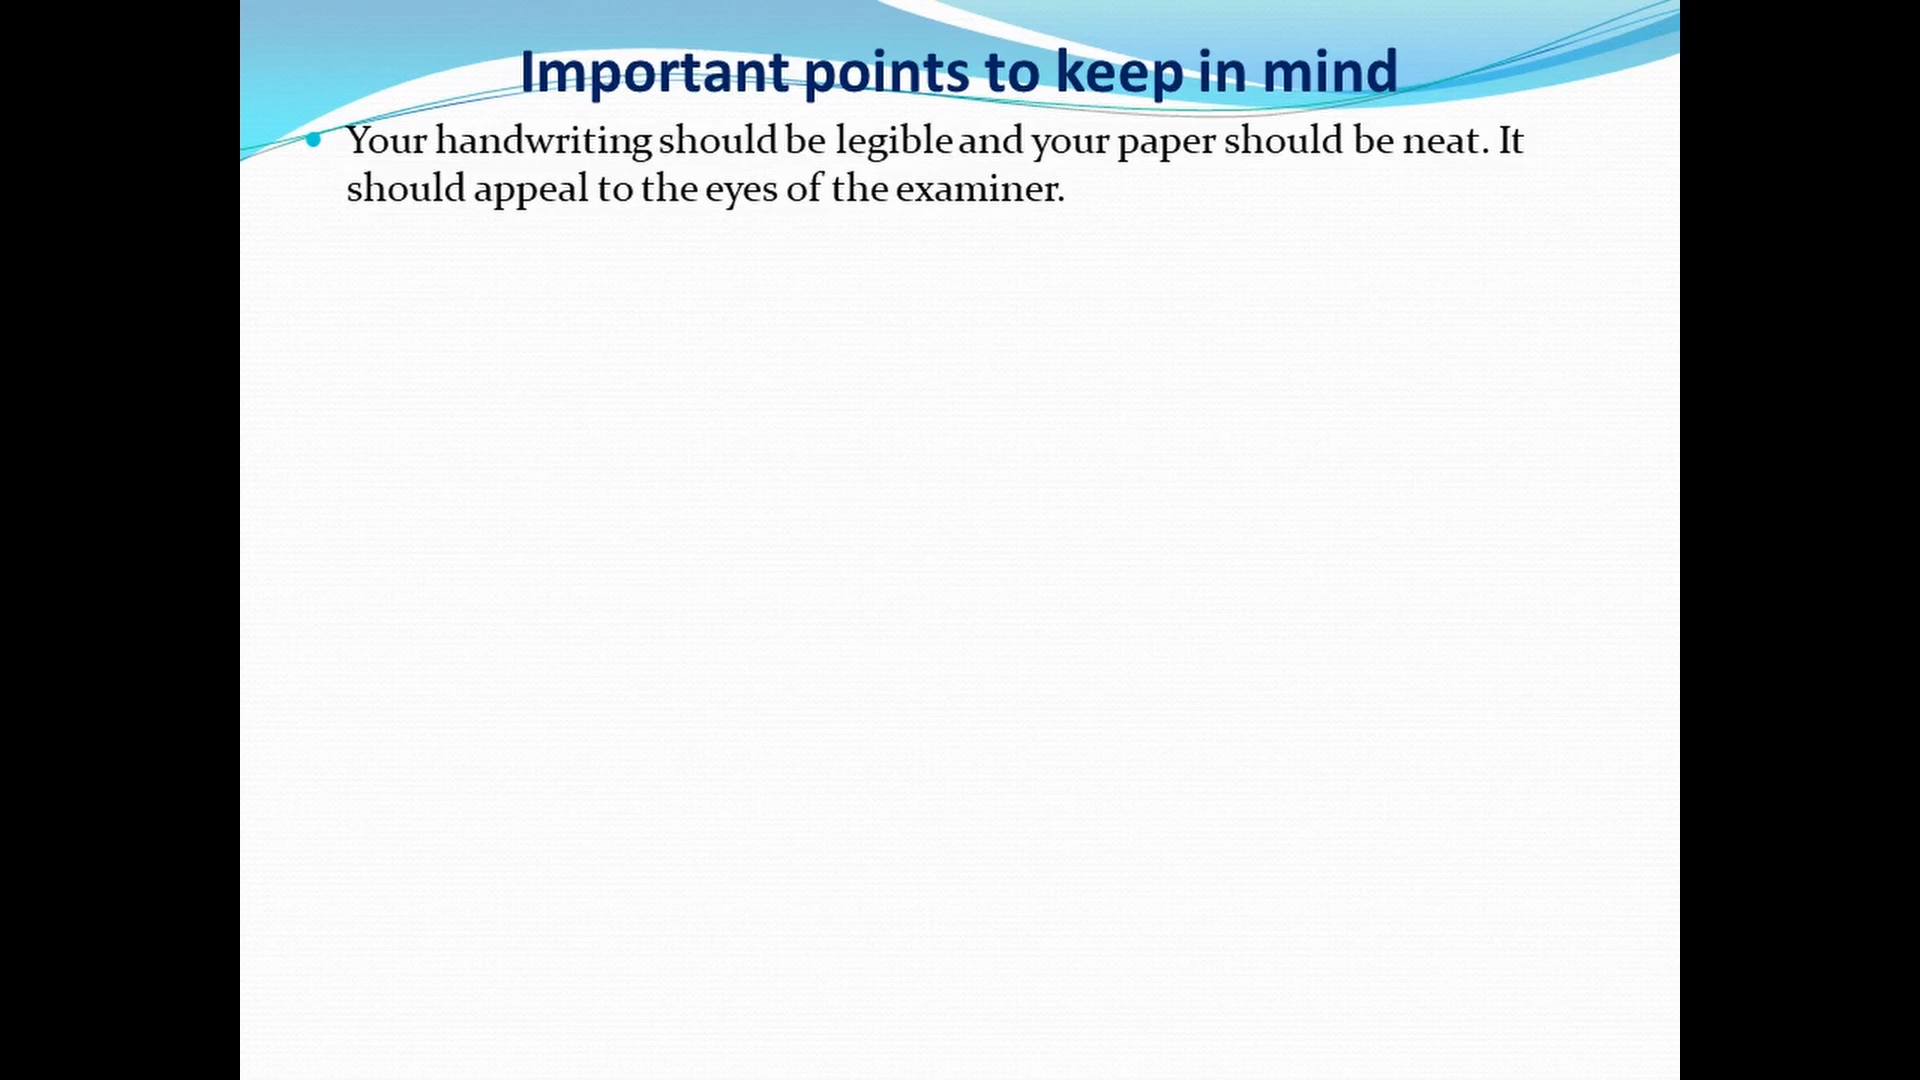 Important points to keep in mind
Your handwriting should be legible and your paper should be neat. It
should appeal to the eyes of the examiner.